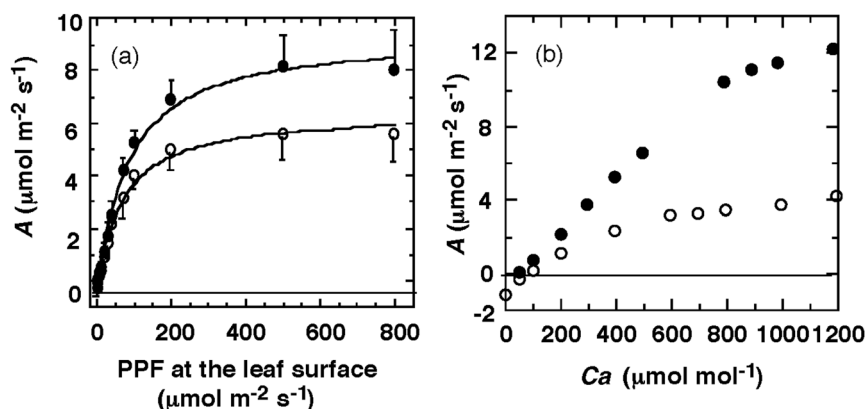 (a)
10
8
6
4
2
0
A (μmol m-2 s-1)
0 200 400 600 800
PPF at the leaf surface
(μmol m-2 s-1)
(b)
12
8
4
0
-2
A (μmol m-2 s-1)
0 200 400 600 800 1000 1200
Ca (μmol mol-1)